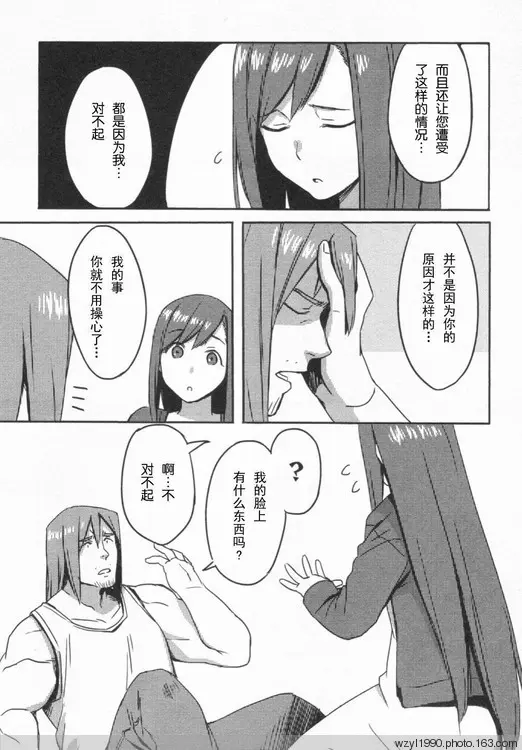 而且还让您遭受
了这样的情况…
都是因为我…
对不起
并不是因为你的
原因才这样的…
我的事
你就不用操心了…
?
我的脸上
有什么东西吗?
啊…不
对不起
wzyl1990.photo.163.com